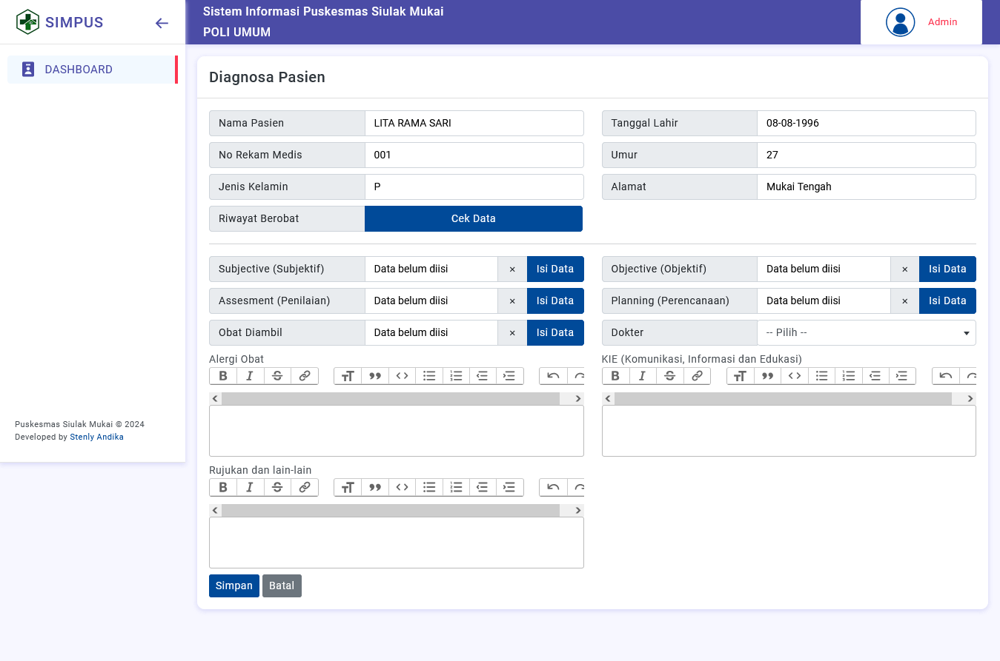 SIMPUS
Sistem Informasi Puskesmas Siulak Mukai
POLI UMUM
Admin
DASHBOARD
Diagnosa Pasien
Nama Pasien LITA RAMA SARI
Tanggal Lahir 08-08-1996
No Rekam Medis 001
Umur 27
Jenis Kelamin P
Alamat Mukai Tengah
Riwayat Berobat Cek Data
Subjective (Subjektif) Data belum diisi × Isi Data
Objective (Objektif) Data belum diisi × Isi Data
Assesment (Penilaian) Data belum diisi × Isi Data
Planning (Perencanaan) Data belum diisi × Isi Data
Obat Diambil Data belum diisi × Isi Data
Dokter -- Pilih --
Alergi Obat
KIE (Komunikasi, Informasi dan Edukasi)
Rujukan dan lain-lain
Simpan Batal
Puskesmas Siulak Mukai © 2024
Developed by Stenly Andika